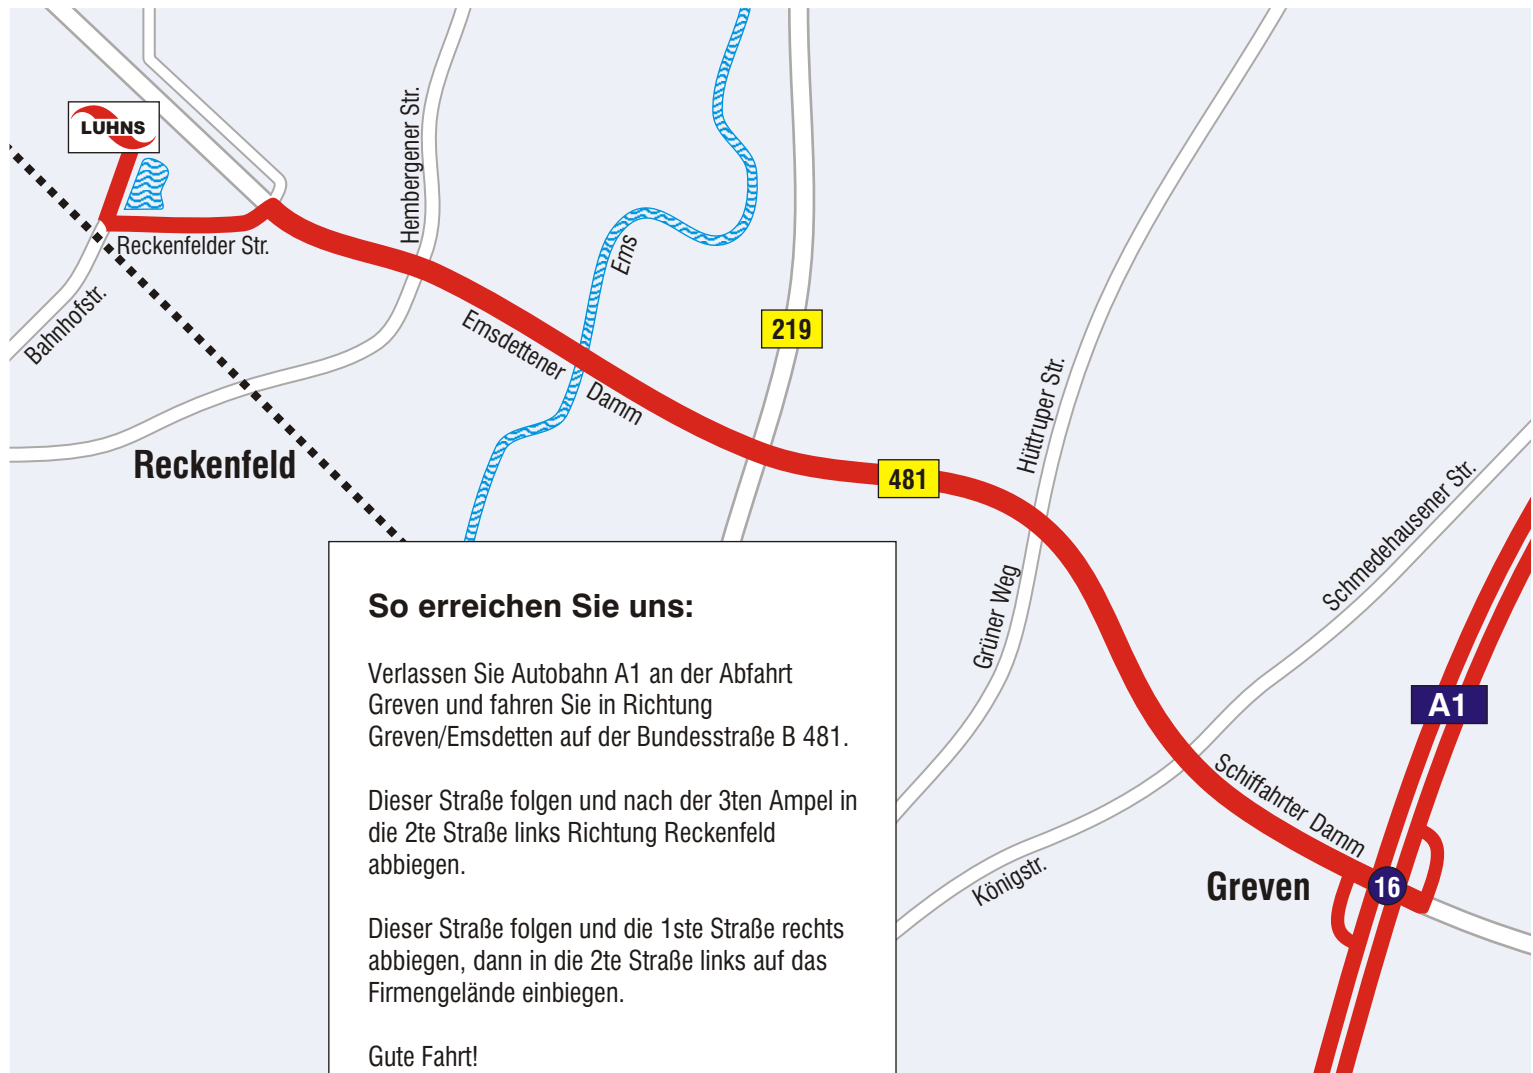 LUHNS
Reckenfelder Str.
Bahnhofstr.
Hembergener Str.
Reckenfeld
Ems
Emsdettener
Damm
219
481
Hüttruper Str.
Grüner Weg
Schmedehausener Str.
A1
Schiffahrter Damm
Königstr.
Greven
16
So erreichen Sie uns:
Verlassen Sie Autobahn A1 an der Abfahrt
Greven und fahren Sie in Richtung
Greven/Emsdetten auf der Bundesstraße B 481.
Dieser Straße folgen und nach der 3ten Ampel in
die 2te Straße links Richtung Reckenfeld
abbiegen.
Dieser Straße folgen und die 1ste Straße rechts
abbiegen, dann in die 2te Straße links auf das
Firmengelände einbiegen.
Gute Fahrt!